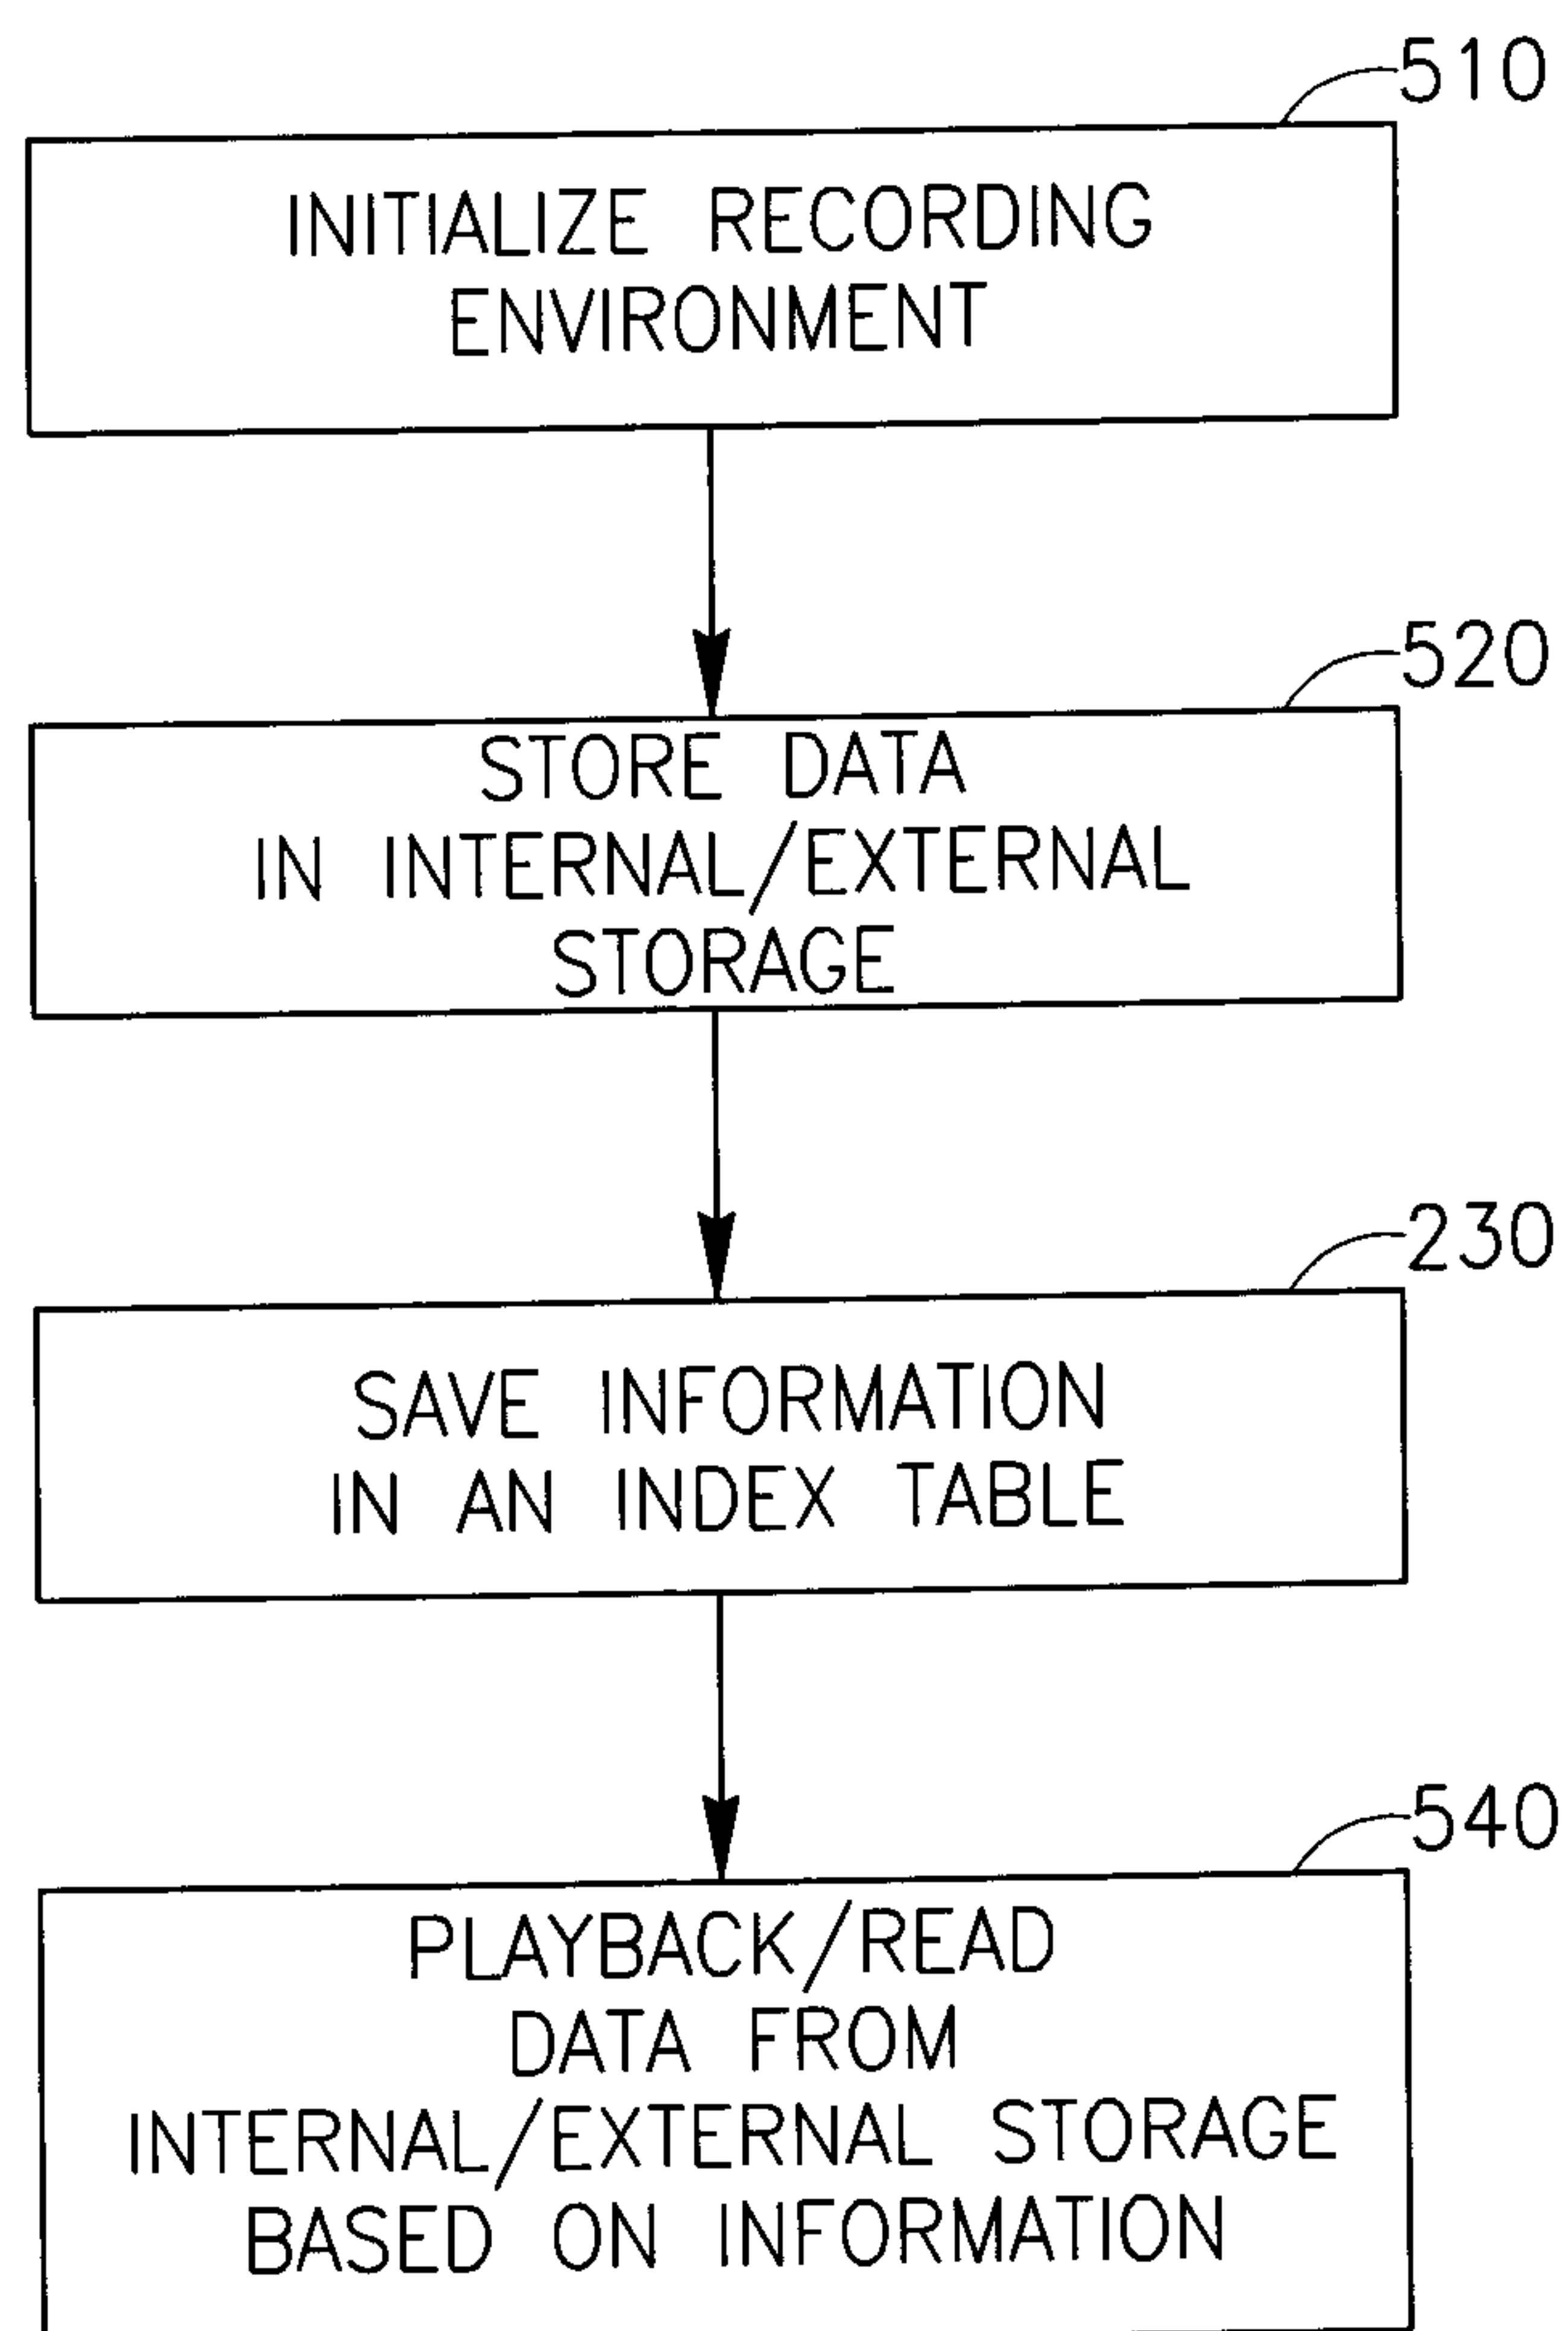 510
INITIALIZE RECORDING
ENVIRONMENT
520
STORE DATA
IN INTERNAL/EXTERNAL
STORAGE
230
SAVE INFORMATION
IN AN INDEX TABLE
540
PLAYBACK/READ
DATA FROM
INTERNAL/EXTERNAL STORAGE
BASED ON INFORMATION